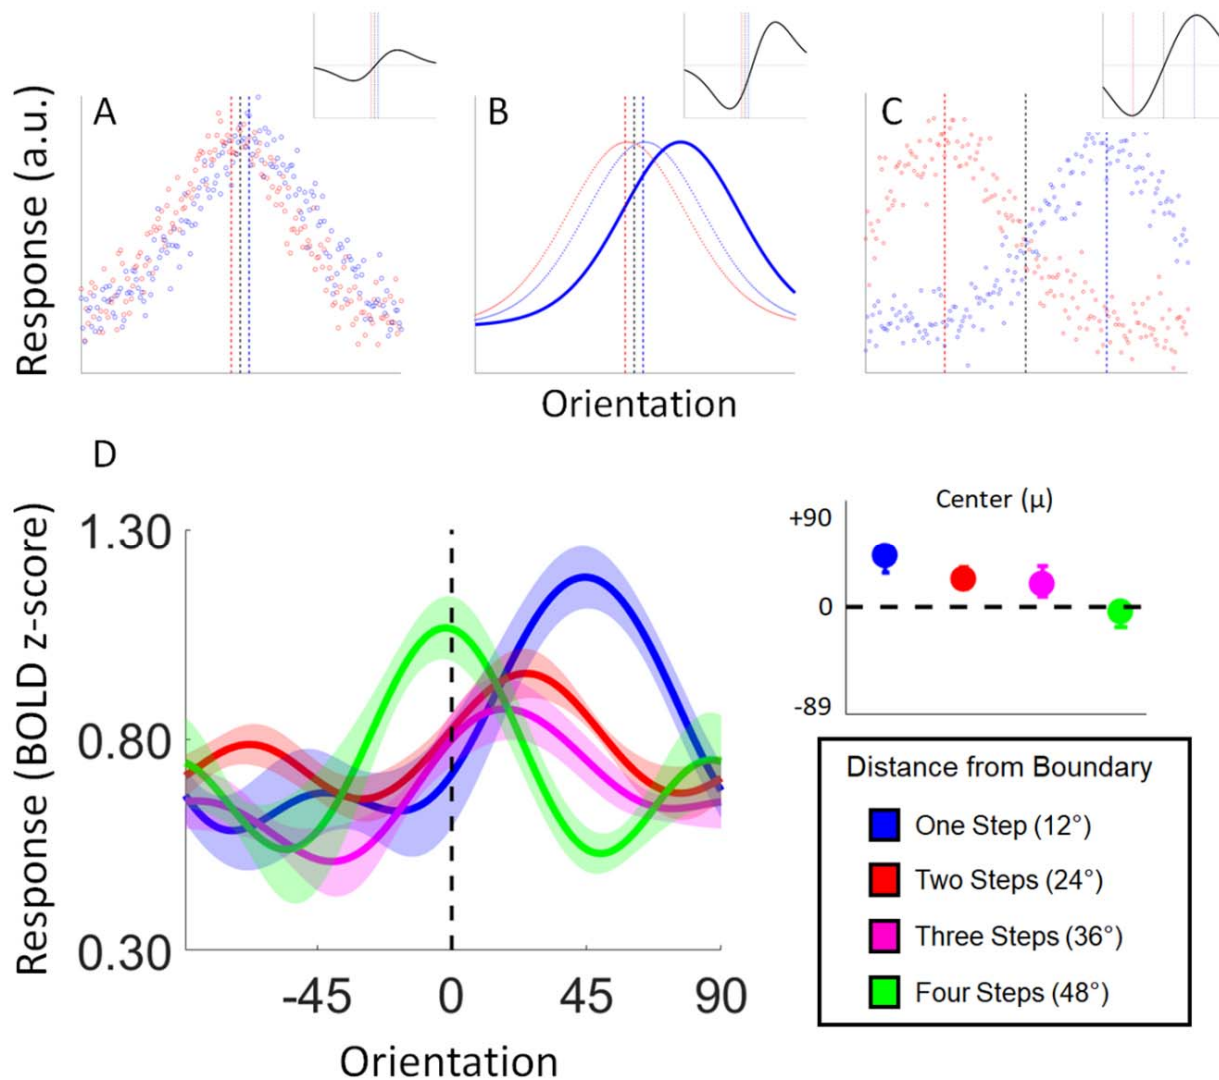 A
B
C
Response (a.u.)
Orientation
D
Response (BOLD z-score)
1.30
0.80
0.30
-45
0
45
90
Orientation
Center (μ)
+90
0
-89
Distance from Boundary
One Step (12°)
Two Steps (24°)
Three Steps (36°)
Four Steps (48°)